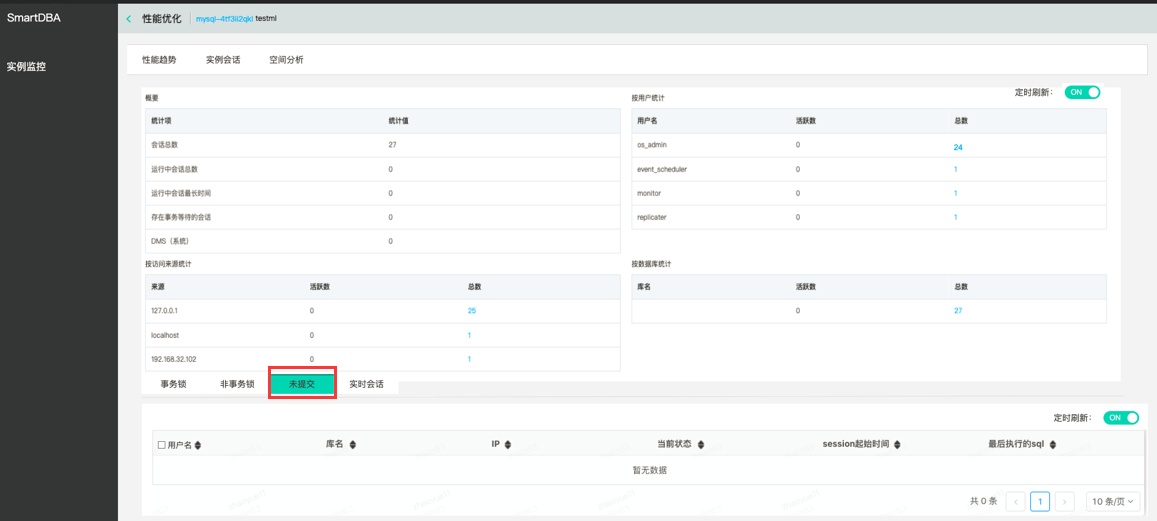 SmartDBA
性能优化 mysql-4tf3ii2qkl testml
实例监控
性能趋势 实例会话 空间分析
定时刷新： ON
概要
统计项 统计值
会话总数 27
运行中会话总数 0
运行中会话最长时间 0
存在事务等待的会话 0
DMS（系统） 0
按用户统计
用户名 活跃数 总数
os_admin 0 24
event_scheduler 0 1
monitor 0 1
replicater 0 1
按访问来源统计
来源 活跃数 总数
127.0.0.1 0 25
localhost 0 1
192.168.32.102 0 1
按数据库统计
库名 活跃数 总数
0 27
事务锁 非事务锁 未提交 实时会话
定时刷新： ON
用户名 库名 IP 当前状态 session起始时间 最后执行的sql
暂无数据
共 0 条 < 1 > 10 条/页